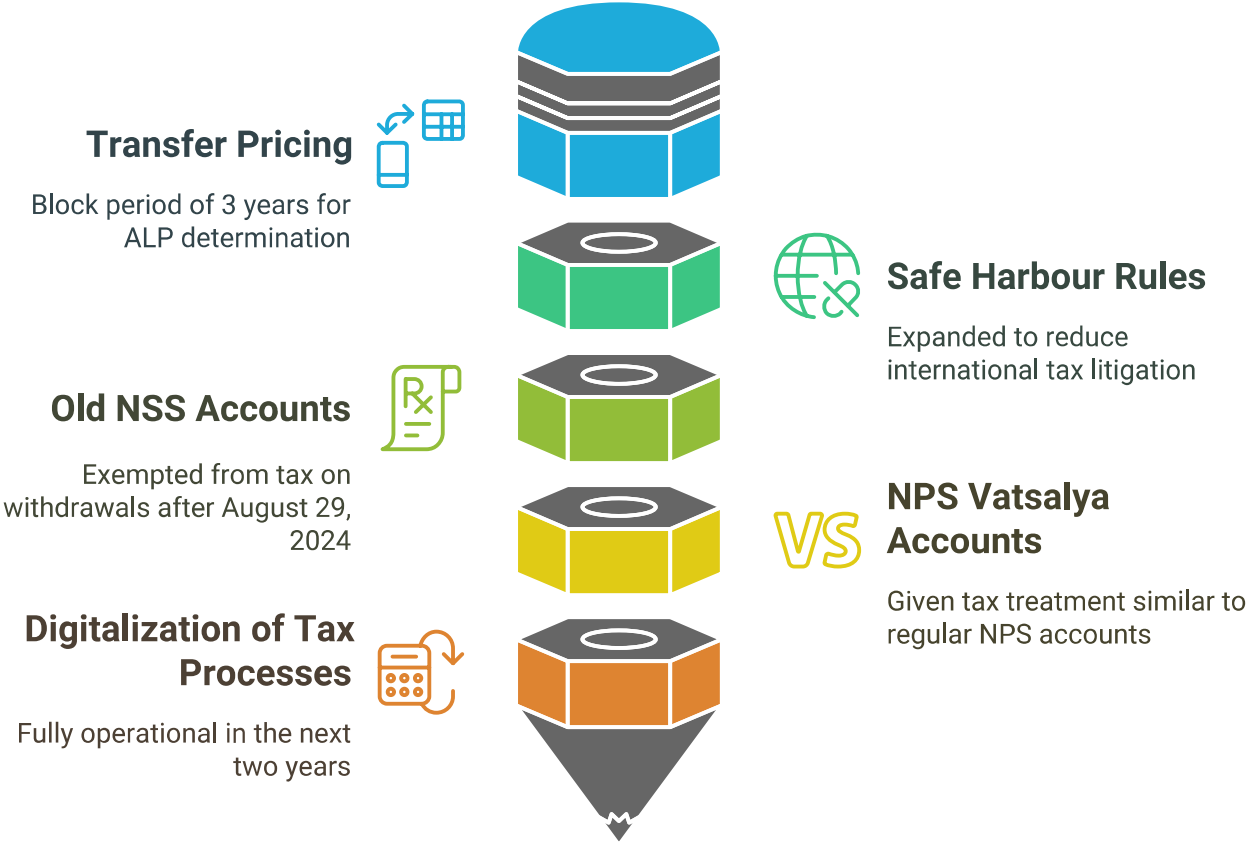 Transfer Pricing
Block period of 3 years for
ALP determination
Safe Harbour Rules
Expanded to reduce
international tax litigation
Old NSS Accounts
Exempted from tax on
withdrawals after August 29,
2024
Rx
NPS Vatsalya
Accounts
Given tax treatment similar to
regular NPS accounts
VS
Digitalization of Tax
Processes
Fully operational in the next
two years